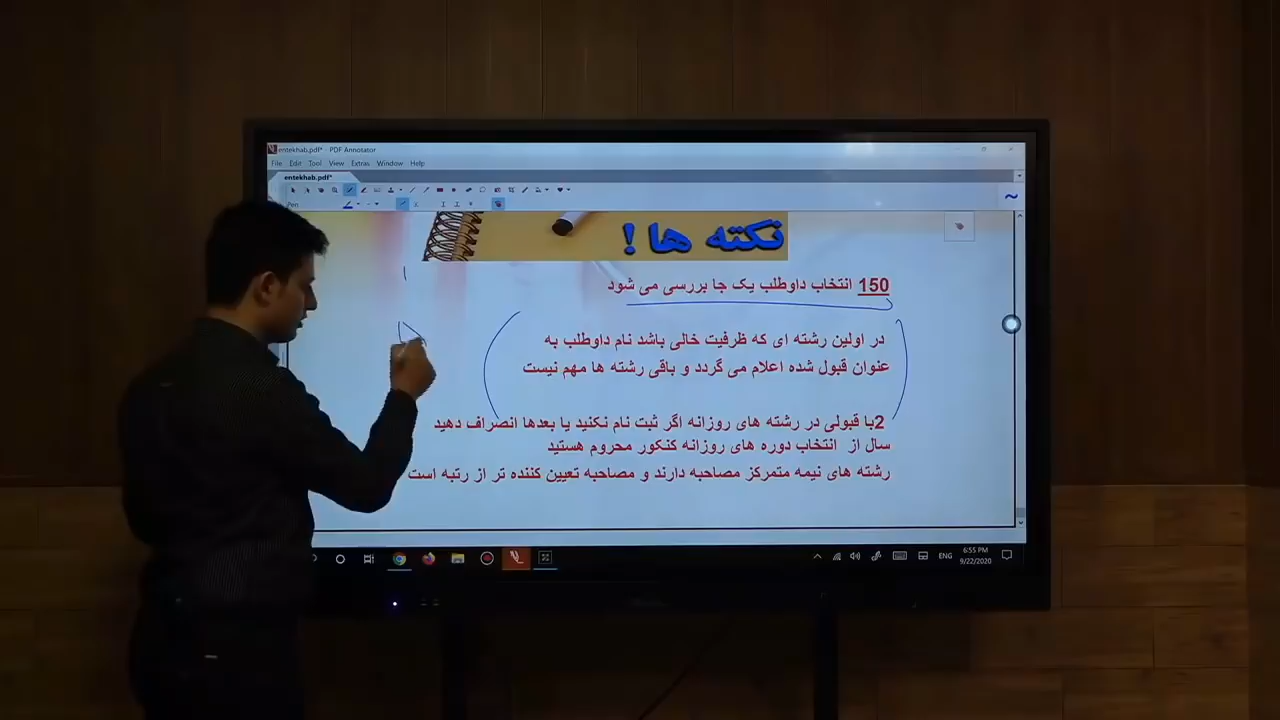 entekhab.pdf* - PDF Annotator
File Edit Tool View Extras Window Help
entekhab.pdf*
Pen
نکته ها !
150 انتخاب داوطلب یک جا بررسی می شود
در اولین رشته ای که ظرفیت خالی باشد نام داوطلب به
عنوان قبول شده اعلام می گردد و باقی رشته ها مهم نیست
با قبولی در رشته های روزانه اگر ثبت نام نکنید یا بعدها انصراف دهید2
سال از انتخاب دوره های روزانه کنکور محروم هستید
رشته های نیمه متمرکز مصاحبه دارند و مصاحبه تعیین کننده تر از رتبه است
ENG
6:55 PM
9/22/2020